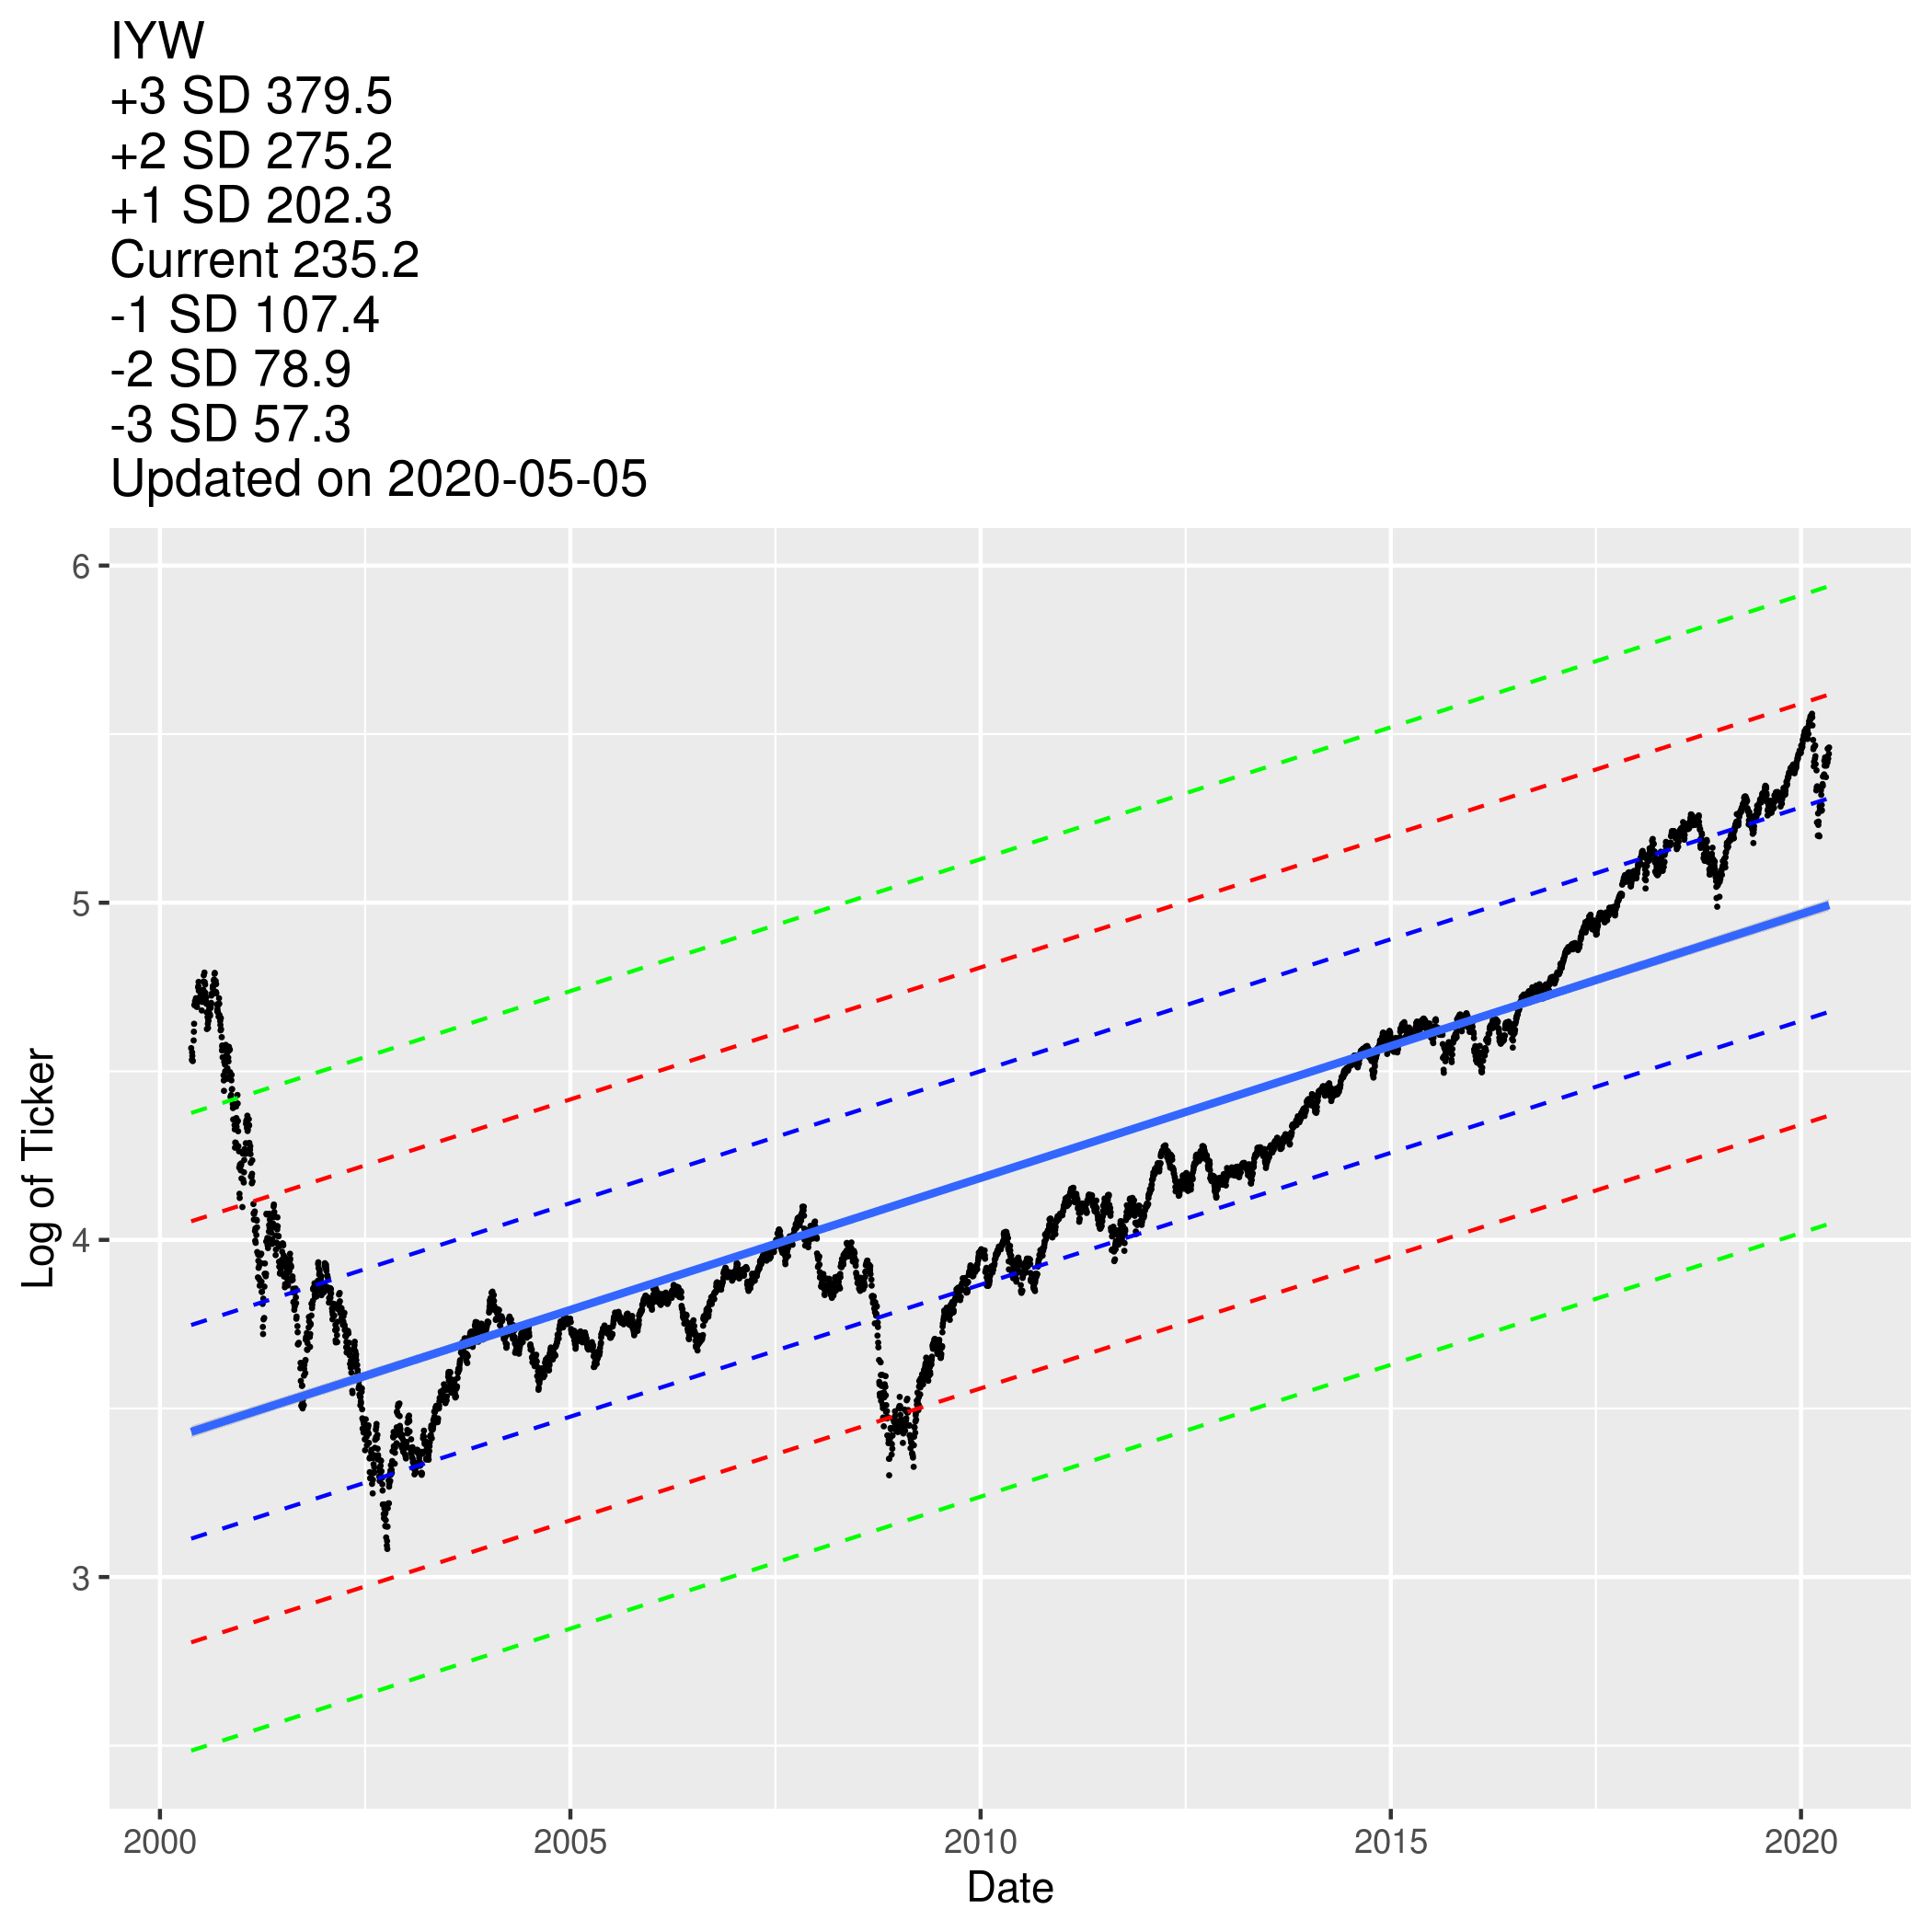 IYW
+3 SD 379.5
+2 SD 275.2
+1 SD 202.3
Current 235.2
-1 SD 107.4
-2 SD 78.9
-3 SD 57.3
Updated on 2020-05-05
6
5
4
3
Log of Ticker
2000 2005 2010 2015 2020
Date